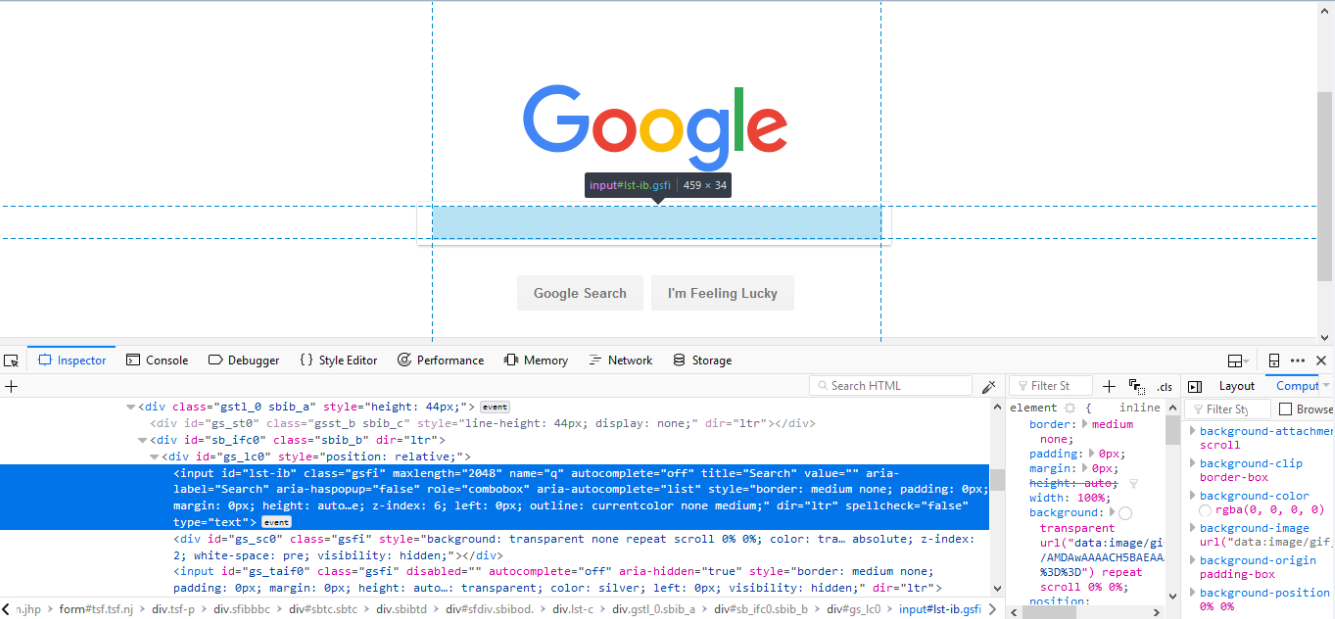 Google
input#lst-ib.gsfi | 459 × 34
Google Search
I'm Feeling Lucky
Inspector
Console
Debugger
{ } Style Editor
Performance
Memory
Network
Storage
+
Search HTML
<div class="gstl_0 sbib_a" style="height: 44px;"> event
<div id="gs_st0" class="gsst_b sbib_c" style="line-height: 44px; display: none;" dir="ltr"></div>
<div id="sb_ifc0" class="sbib_b" dir="ltr">
<div id="gs_lc0" style="position: relative;">
<input id="lst-ib" class="gsfi" maxlength="2048" name="q" autocomplete="off" title="Search" value="" aria-
label="Search" aria-haspopup="false" role="combobox" aria-autocomplete="list" style="border: medium none; padding: 0px;
margin: 0px; height: auto…e; z-index: 6; left: 0px; outline: currentcolor none medium;" dir="ltr" spellcheck="false"
type="text"> event
<div id="gs_sc0" class="gsfi" style="background: transparent none repeat scroll 0% 0%; color: tra… absolute; z-index:
2; white-space: pre; visibility: hidden;"></div>
<input id="gs_taif0" class="gsfi" disabled="" autocomplete="off" aria-hidden="true" style="border: medium none;
padding: 0px; margin: 0px; height: auto…: transparent; color: silver; left: 0px; visibility: hidden;" dir="ltr">
n.jhp > form#tsf.tsf.nj > div.tsf-p > div.sfibbbc > div#sbtc.sbtc > div.sbibtd > div#sfdiv.sbibod. > div.lst-c > div.gstl_0.sbib_a > div#sb_ifc0.sbib_b > div#gs_lc0 > input#lst-ib.gsfi
Filter St
+
.cls
element { inline
border: medium
none;
padding: 0px;
margin: 0px;
height: auto;
width: 100%;
background:
transparent
url("data:image/gi
/AMDAwAAAACH5BAEAA
%3D%3D") repeat
scroll 0% 0%;
position:
Layout
Comput
Filter Sty
Browse
background-attachmen
scroll
background-clip
border-box
background-color
rgba(0, 0, 0, 0)
background-image
url("data:image/gif,
background-origin
padding-box
background-position
0% 0%